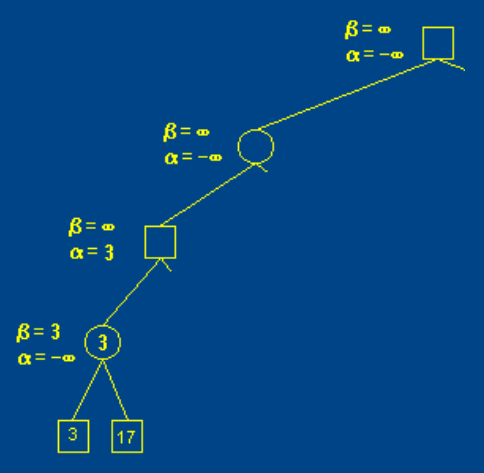 β = ∞
α = −∞
β = ∞
α = −∞
β = ∞
α = 3
β = 3
α = −∞
3
3
17